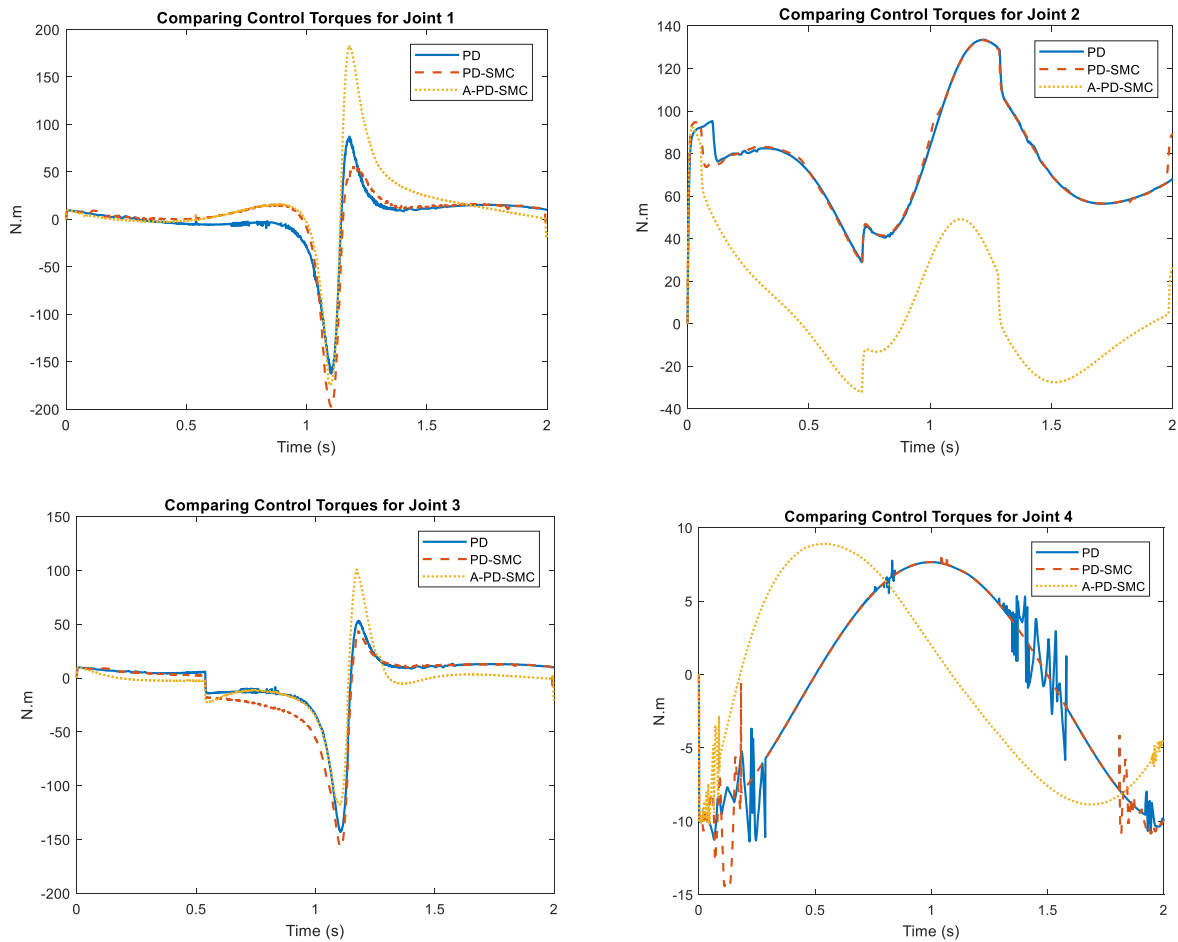 Comparing Control Torques for Joint 1
200
150
100
50
0
-50
-100
-150
-200
N.m
PD
PD-SMC
A-PD-SMC
0
0.5
1
1.5
2
Time (s)
Comparing Control Torques for Joint 2
140
120
100
80
60
40
20
0
-20
-40
N.m
PD
PD-SMC
A-PD-SMC
0
0.5
1
1.5
2
Time (s)
Comparing Control Torques for Joint 3
150
100
50
0
-50
-100
-150
-200
N.m
PD
PD-SMC
A-PD-SMC
0
0.5
1
1.5
2
Time (s)
Comparing Control Torques for Joint 4
10
5
0
-5
-10
-15
N.m
PD
PD-SMC
A-PD-SMC
0
0.5
1
1.5
2
Time (s)